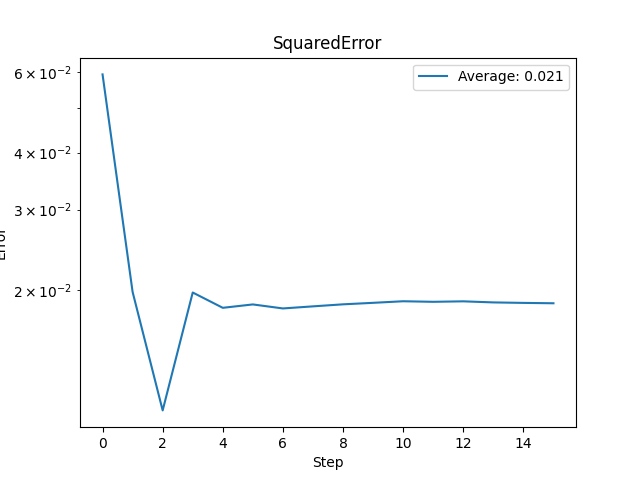 SquaredError
Average: 0.021
6 × 10⁻²
4 × 10⁻²
3 × 10⁻²
2 × 10⁻²
Error
0 2 4 6 8 10 12 14
Step